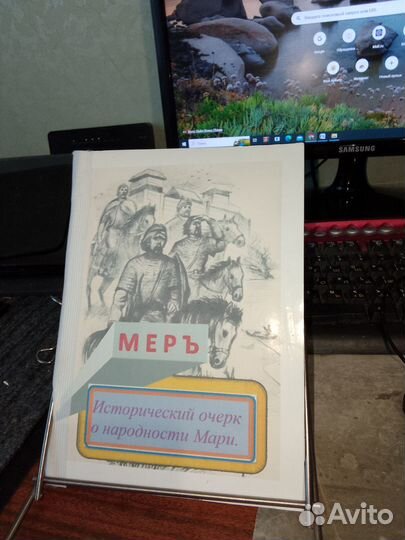 МЕРЪ
Исторический очерк
о народности Мари.
SAMSUNG
Avito